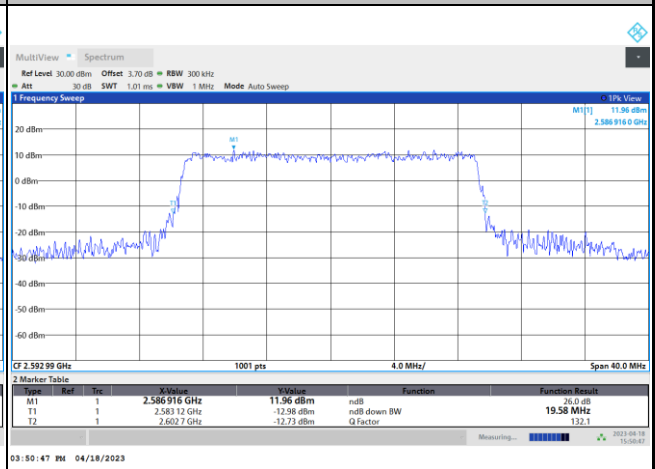 MultiView Spectrum
Ref Level 30.00 dBm Offset 3.70 dB RBW 300 kHz
Att 30 dB SWT 1.01 ms VBW 1 MHz Mode Auto Sweep
1 Frequency Sweep 1Pk View
M1[1] 11.96 dBm
2.586 916 0 GHz
M1
20 dBm
10 dBm
0 dBm
T1 T2
-10 dBm
-20 dBm
-30 dBm
-40 dBm
-50 dBm
-60 dBm
CF 2.592 99 GHz 1001 pts 4.0 MHz/ Span 40.0 MHz
2 Marker Table
Type Ref Trc X-Value Y-Value Function Function Result
M1 1 2.586 916 GHz 11.96 dBm ndB 26.0 dB
T1 1 2.583 12 GHz -12.98 dBm ndB down BW 19.58 MHz
T2 1 2.602 7 GHz -12.73 dBm Q Factor 132.1
Measuring... 2023-04-18
15:50:47
03:50:47 PM 04/18/2023